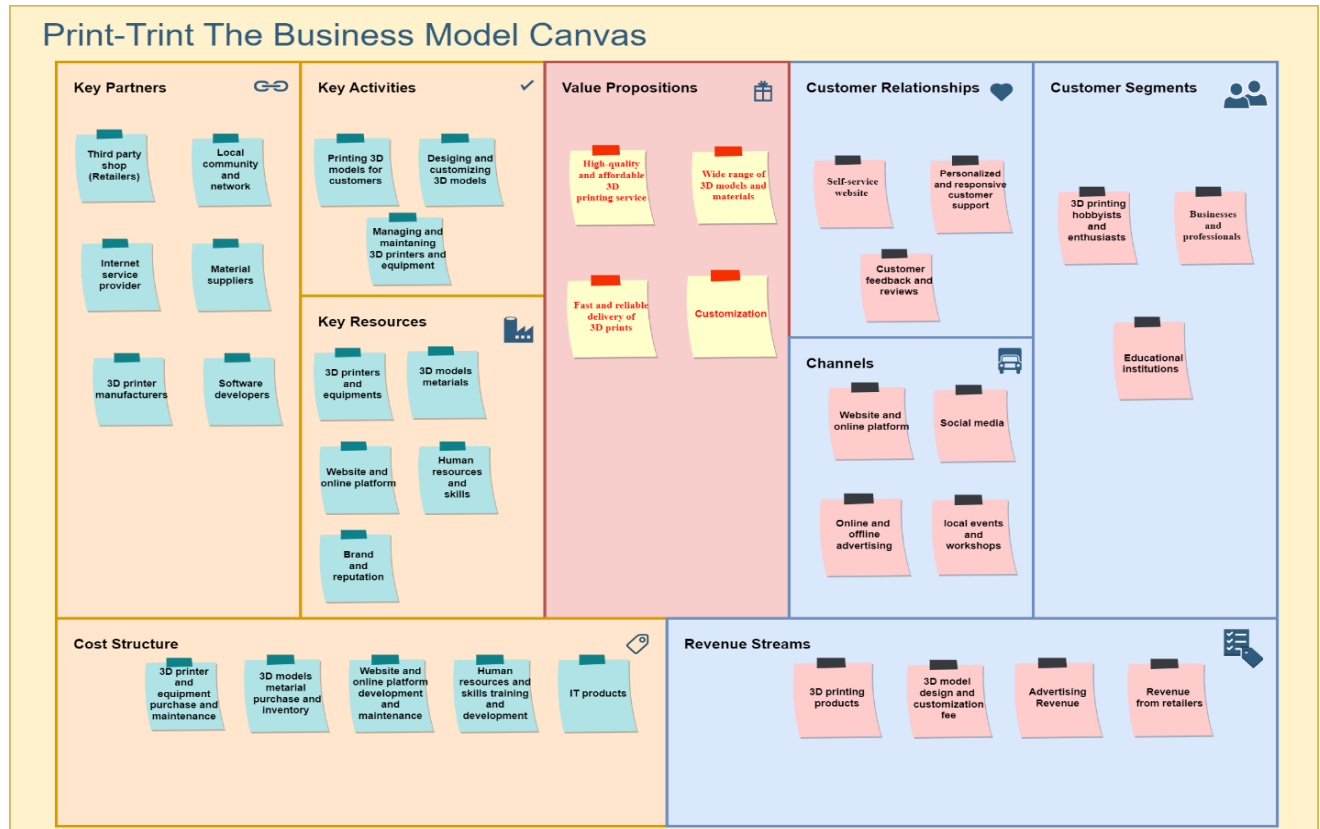 Print-Trint The Business Model Canvas
Key Partners
Third party
shop
(Retailers)
Local
community
and
network
Internet
service
provider
Material
suppliers
3D printer
manufacturers
Software
developers
Key Activities
Printing 3D
models for
customers
Desiging and
customizing
3D models
Managing and
maintaning
3D printers and
equipment
Key Resources
3D printers
and
equipments
3D models
metarials
Website and
online platform
Human
resources
and
skills
Brand
and
reputation
Value Propositions
High-quality
and affordable
3D
printing service
Wide range of
3D models and
materials
Fast and reliable
delivery of
3D prints
Customization
Customer Relationships
Self-service
website
Personalized
and responsive
customer
support
Customer
feedback and
reviews
Channels
Website and
online platform
Social media
Online and
offline
advertising
local events
and
workshops
Customer Segments
3D printing
hobbyists
and
enthusiasts
Businesses
and
professionals
Educational
institutions
Cost Structure
3D printer
and
equipment
purchase and
maintenance
3D models
metarial
purchase and
inventory
Website and
online platform
development
and
maintenance
Human
resources and
skills training
and
development
IT products
Revenue Streams
3D printing
products
3D model
design and
customization
fee
Advertising
Revenue
Revenue
from retailers